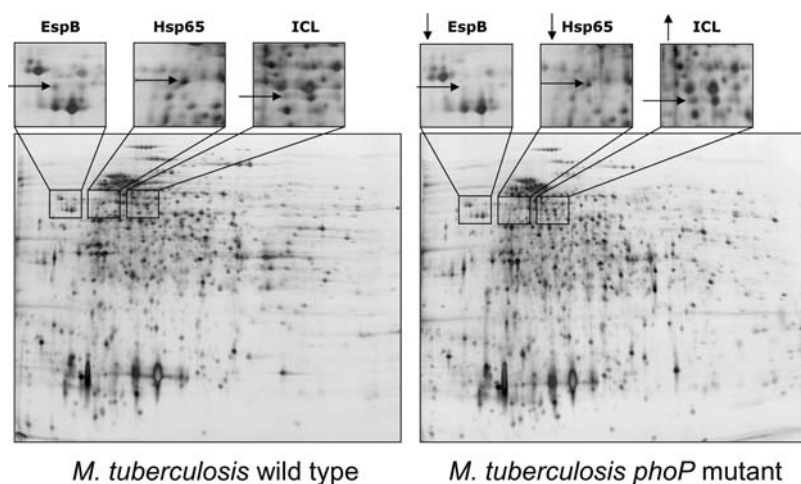 EspB Hsp65 ICL EspB Hsp65 ICL
M. tuberculosis wild type M. tuberculosis phoP mutant